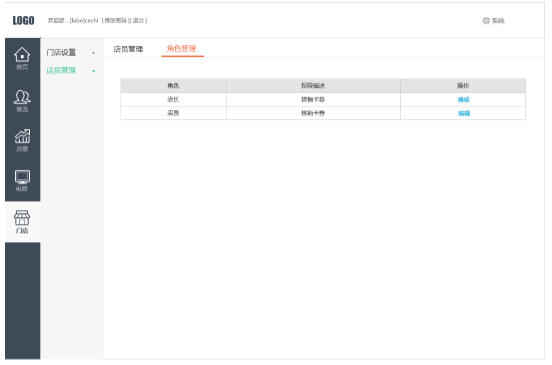 LOGO
欢迎您，[label]ceshi [修改密码][退出]
系统
首页
客流
运营
电商
门店
门店设置
店员管理
店员管理
角色管理
角色 权限描述 操作
店长 核销卡券 编辑
店员 核销卡券 编辑